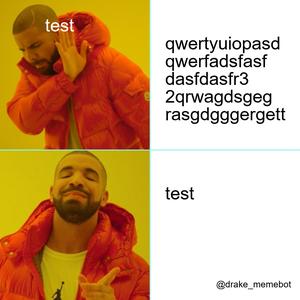 test
qwertyuiopasd
qwerfadsfasf
dasfdasfr3
2qrwagdsgeg
rasgdgggergett
test
@drake_memebot